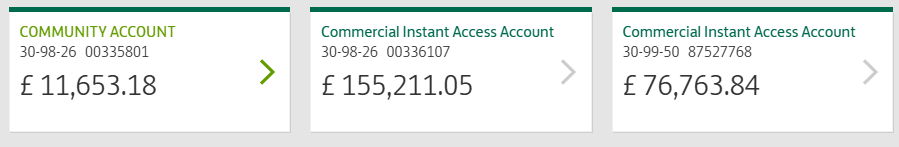 COMMUNITY ACCOUNT
30-98-26 00335801
£ 11,653.18
Commercial Instant Access Account
30-98-26 00336107
£ 155,211.05
Commercial Instant Access Account
30-99-50 87527768
£ 76,763.84